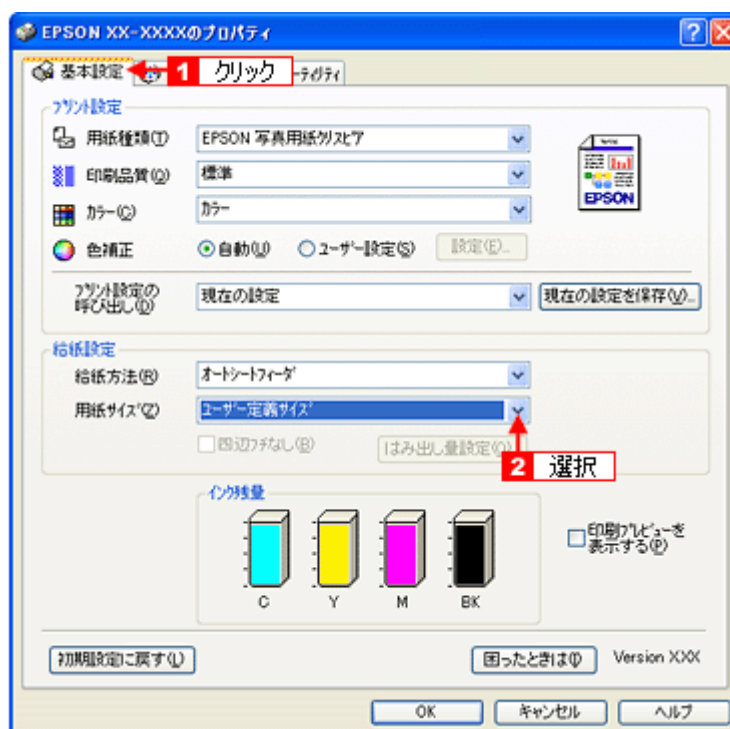 EPSON XX-XXXXのプロパティ
基本設定
1 クリック
ーティリティ
プリント設定
用紙種類(T) EPSON 写真用紙クリスピア
印刷品質(Q) 標準
カラー(C) カラー
色補正 自動(U) ユーザー設定(S) 設定(E)...
EPSON
プリント設定の
呼び出し(D) 現在の設定 現在の設定を保存(V)...
給紙設定
給紙方法(R) オートシートフィーダ
用紙サイズ(Z) ユーザー定義サイズ
四辺フチなし(B) はみ出し量設定(O)
2 選択
インク残量
C Y M BK
印刷プレビューを
表示する(P)
初期設定に戻す(L) 困ったときは(I) Version X.XX
OK キャンセル ヘルプ